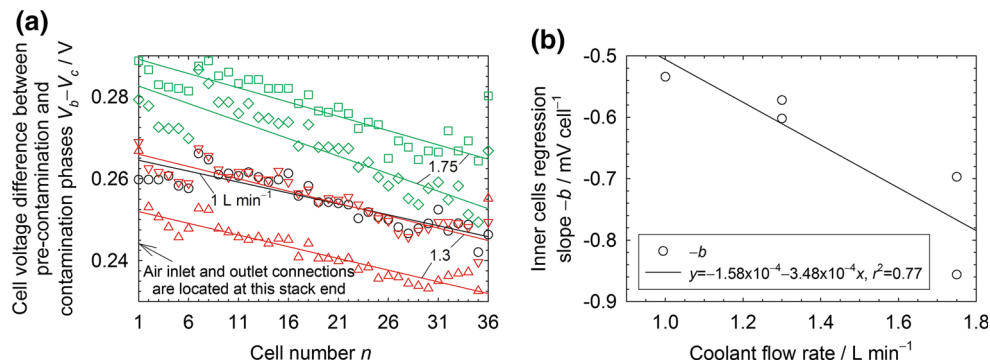 (a)
Cell voltage difference between
pre-contamination and
contamination phases V_b−V_c / V
0.28
0.26
0.24
1.75
1 L min⁻¹
1.3
Air inlet and outlet connections
are located at this stack end
1 6 11 16 21 26 31 36
Cell number n
(b)
Inner cells regression
slope −b / mV cell⁻¹
-0.5
-0.6
-0.7
-0.8
-0.9
−b
y=−1.58x10⁻⁴−3.48x10⁻⁴x, r²=0.77
1.0 1.2 1.4 1.6 1.8
Coolant flow rate / L min⁻¹